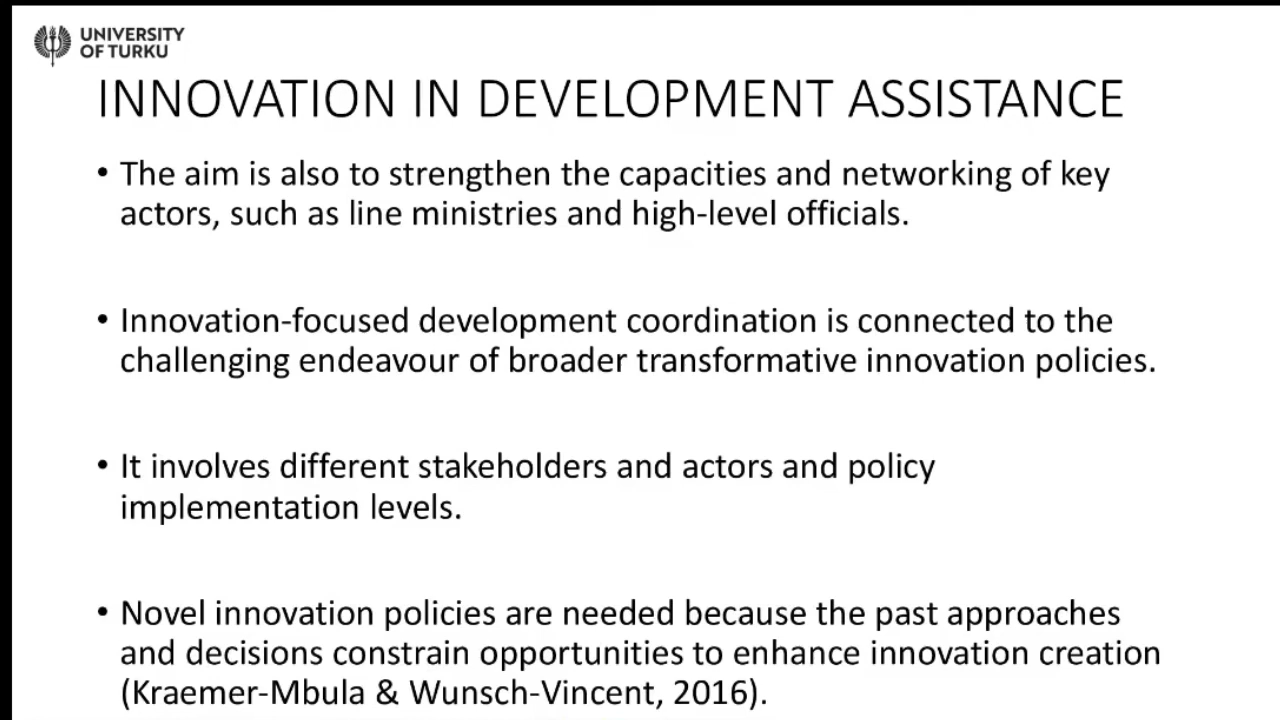 UNIVERSITY
OF TURKU
INNOVATION IN DEVELOPMENT ASSISTANCE
• The aim is also to strengthen the capacities and networking of key
actors, such as line ministries and high-level officials.
• Innovation-focused development coordination is connected to the
challenging endeavour of broader transformative innovation policies.
• It involves different stakeholders and actors and policy
implementation levels.
• Novel innovation policies are needed because the past approaches
and decisions constrain opportunities to enhance innovation creation
(Kraemer-Mbula & Wunsch-Vincent, 2016).